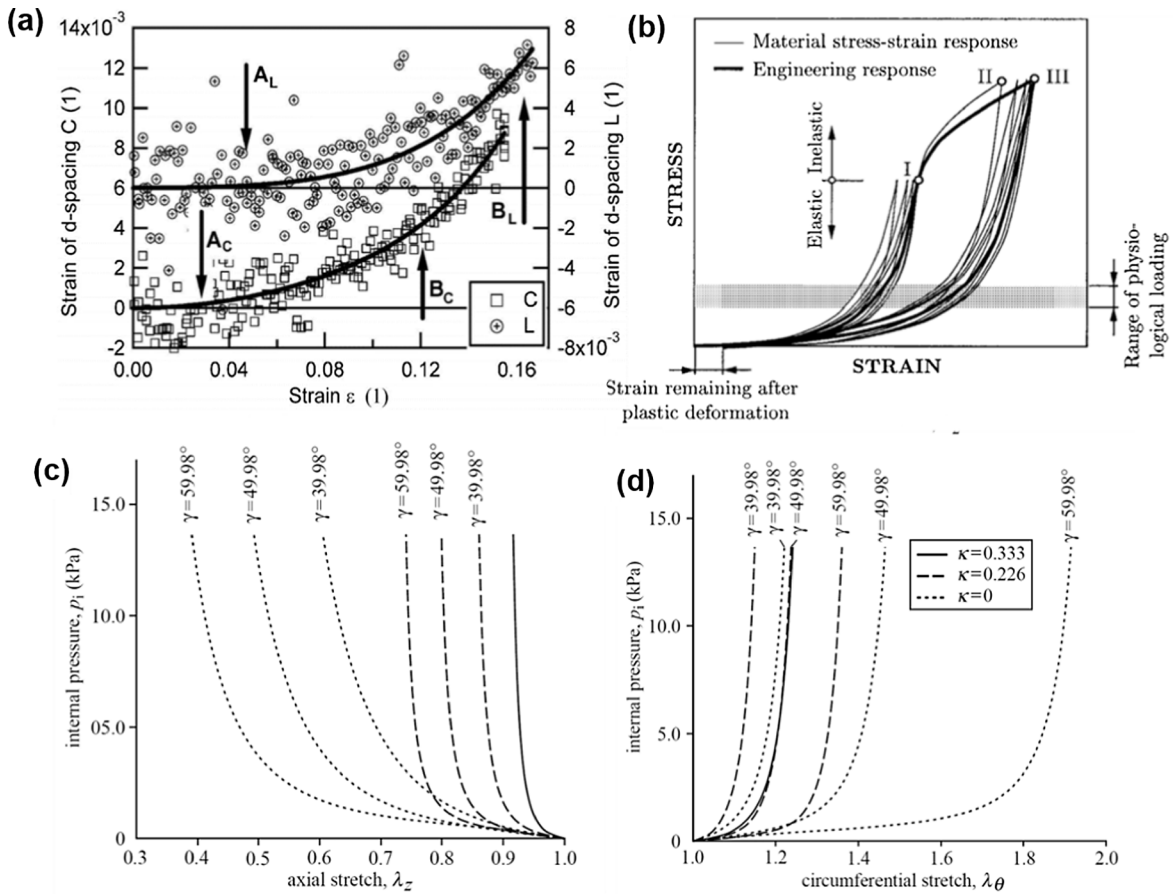 (a)
14x10⁻³
12
10
8
6
4
2
0
-2
Strain of d-spacing C (1)
8
6
4
2
0
-2
-4
-6
-8x10⁻³
Strain of d-spacing L (1)
A_L
A_C
B_L
B_C
C
L
0.00
0.04
0.08
0.12
0.16
Strain ε (1)
(b)
Material stress-strain response
Engineering response
II
III
I
Inelastic
Elastic
STRESS
STRAIN
Range of physio-
logical loading
Strain remaining after
plastic deformation
(c)
γ=59.98°
γ=49.98°
γ=39.98°
γ=59.98°
γ=49.98°
γ=39.98°
15.0
10.0
05.0
0
internal pressure, pᵢ (kPa)
0.3
0.4
0.5
0.6
0.7
0.8
0.9
1.0
axial stretch, λz
(d)
γ=39.98°
γ=39.98°
γ=49.98°
γ=59.98°
γ=49.98°
γ=59.98°
κ=0.333
κ=0.226
κ=0
15.0
10.0
5.0
0
internal pressure, pᵢ (kPa)
1.0
1.2
1.4
1.6
1.8
2.0
circumferential stretch, λθ